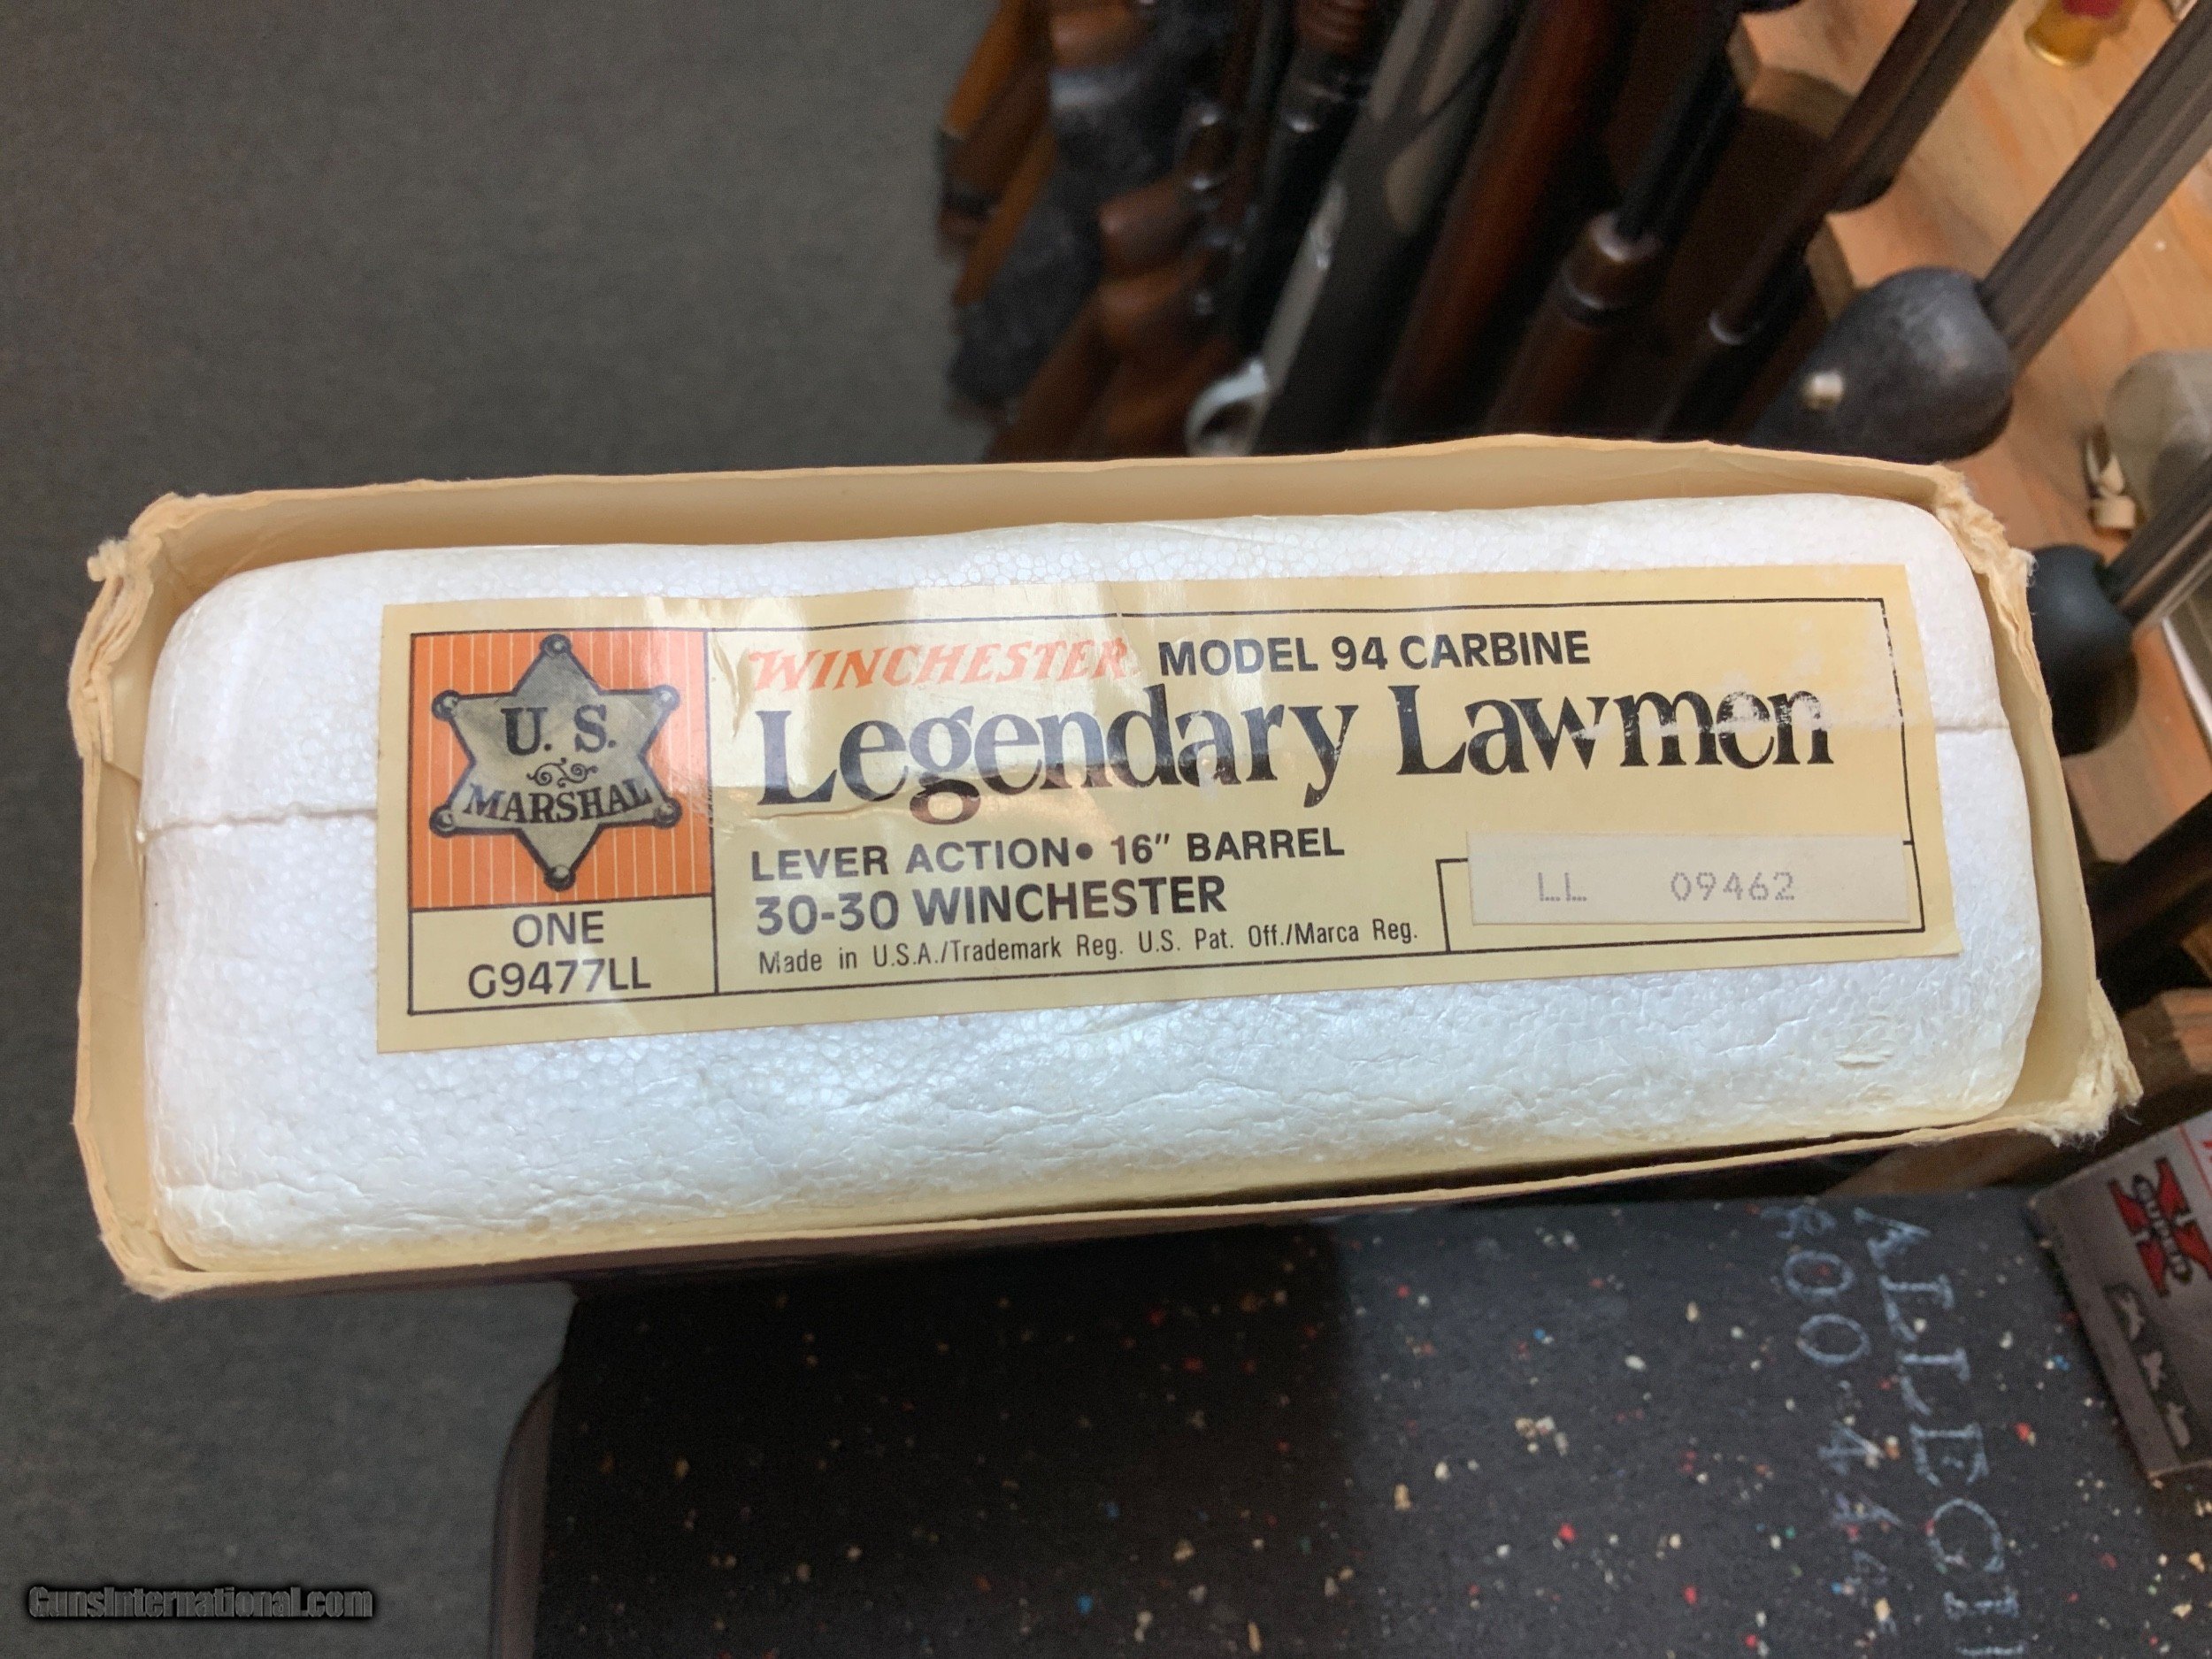 U. S.
MARSHAL
ONE
G9477LL
WINCHESTER MODEL 94 CARBINE
Legendary Lawmen
LEVER ACTION• 16″ BARREL
30-30 WINCHESTER
Made in U.S.A./Trademark Reg. U.S. Pat. Off./Marca Reg.
LL 09462
SUPER
GunsInternational.com